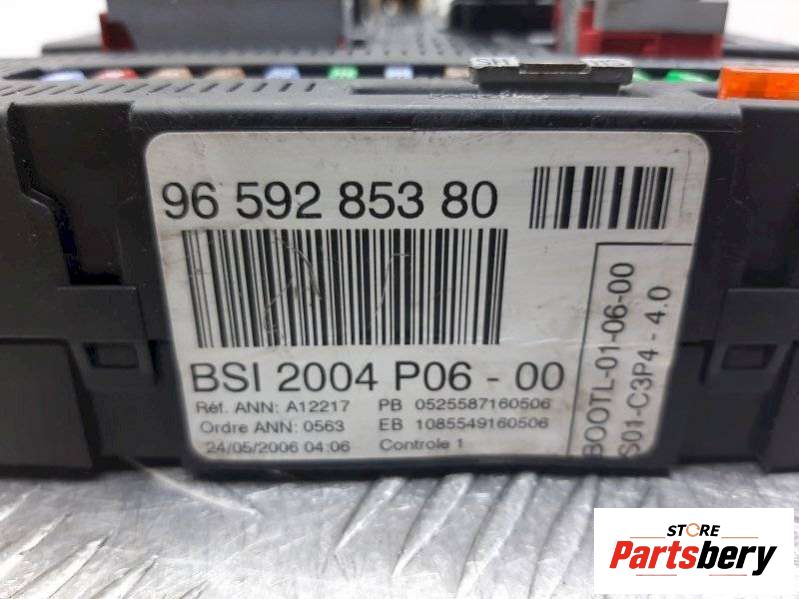 96 592 853 80
BSI 2004 P06 - 00
Réf. ANN: A12217 PB 0525587160506
Ordre ANN: 0563 EB 1085549160506
24/05/2006 04:06 Controle 1
BOOTL-01-06-00
S01-C3P4 - 4.0
STORE
Partsbery